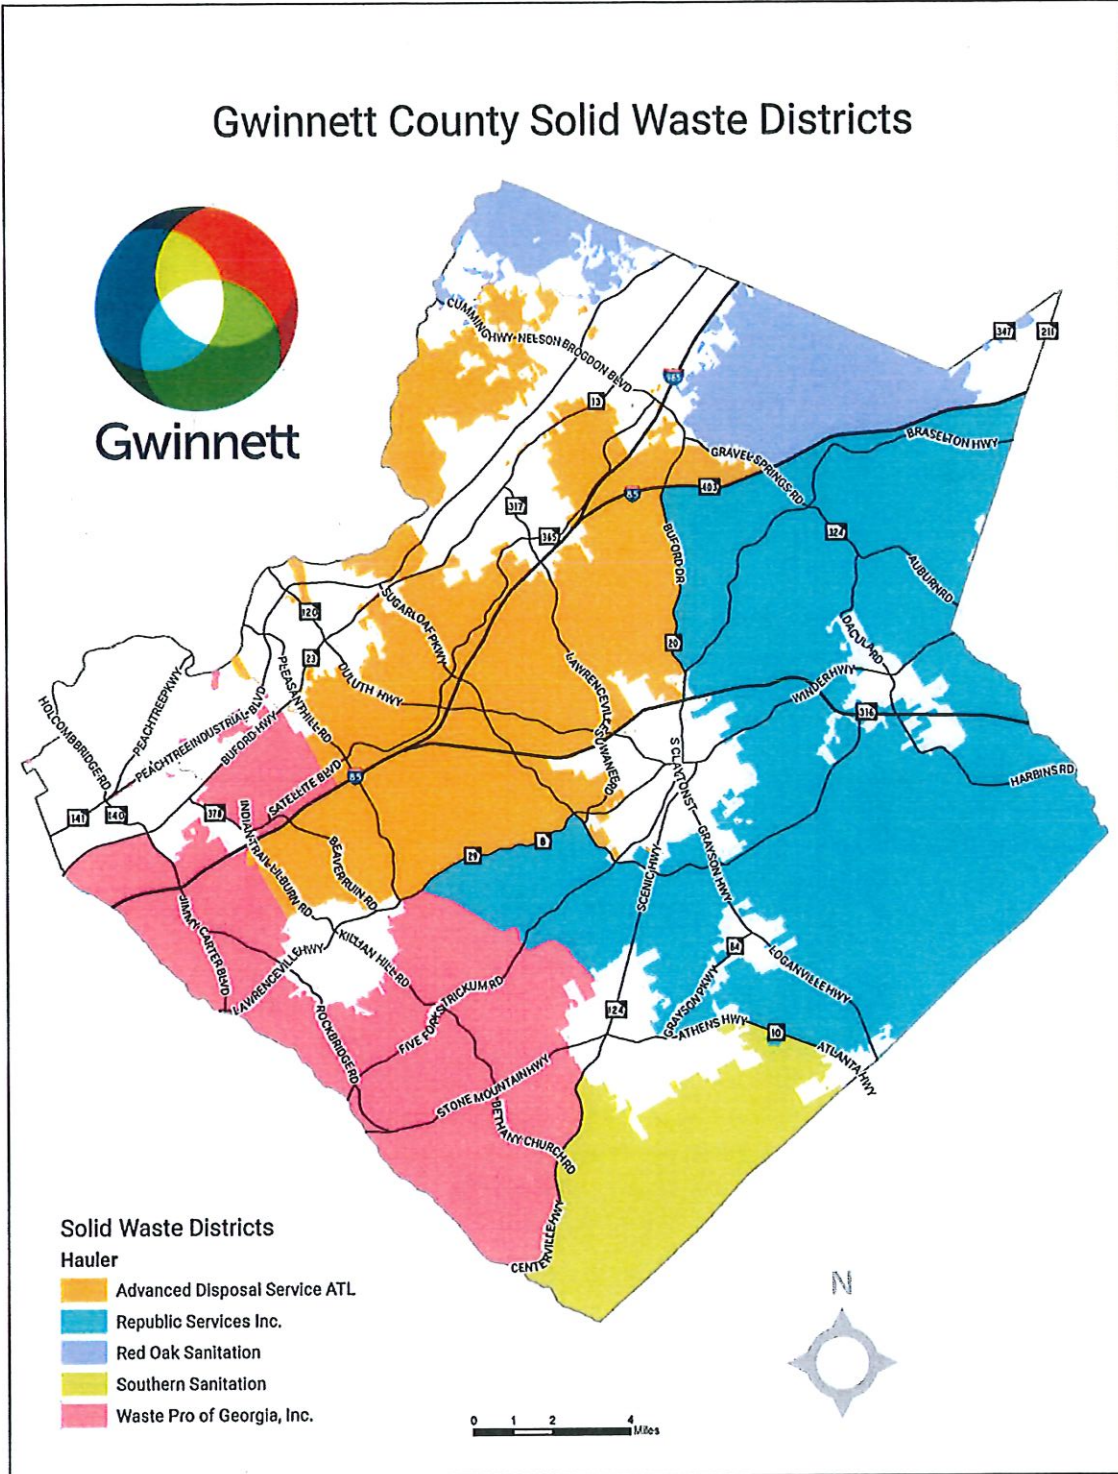 Gwinnett County Solid Waste Districts
Gwinnett
CUMMING HWY-NELSON BROGDON BLVD
347
211
985
13
BRASELTON HWY
GRAVEL SPRINGS RD
403
85
317
365
324
BUFORD DR
AUBURN RD
SUGARLOAF PKWY
120
DACULA RD
20
23
PLEASANT HILL RD
DULUTH HWY
LAWRENCEVILLE SUWANEE RD
WINDER HWY
316
HOLCOMB BRIDGE RD
PEACHTREE PKWY
PEACHTREE INDUSTRIAL BLVD
BUFORD HWY
SATELLITE BLVD
85
S CLAYTON ST
HARBINS RD
141
140
378
INDIAN TRAIL LILBURN RD
BEAVER RUIN RD
29
8
GRAYSON HWY
SCENIC HWY
JIMMY CARTER BLVD
LAWRENCEVILLE HWY
KILLIAN HILL RD
84
LOGANVILLE HWY
GRAYSON PKWY
FIVE FORKS TRICKUM RD
ROCKBRIDGE RD
124
ATHENS HWY
10
ATLANTA HWY
STONE MOUNTAIN HWY
BETHANY CHURCH RD
CENTERVILLE HWY
Solid Waste Districts
Hauler
Advanced Disposal Service ATL
Republic Services Inc.
Red Oak Sanitation
Southern Sanitation
Waste Pro of Georgia, Inc.
N
0 1 2 4
Miles